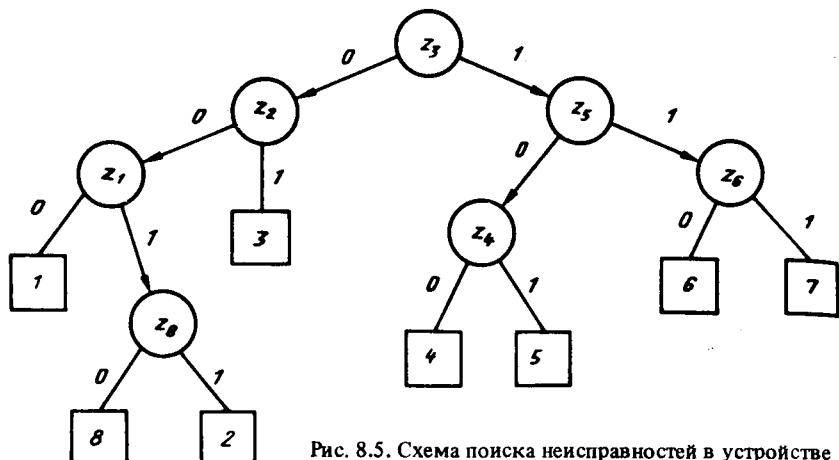 z₃
0 1
z₂ z₅
0 1 0 1
z₁ 3 z₄ z₆
0 1 0 1 0 1
1 z₈ 4 5 6 7
0 1
8 2
Рис. 8.5. Схема поиска неисправностей в устройстве